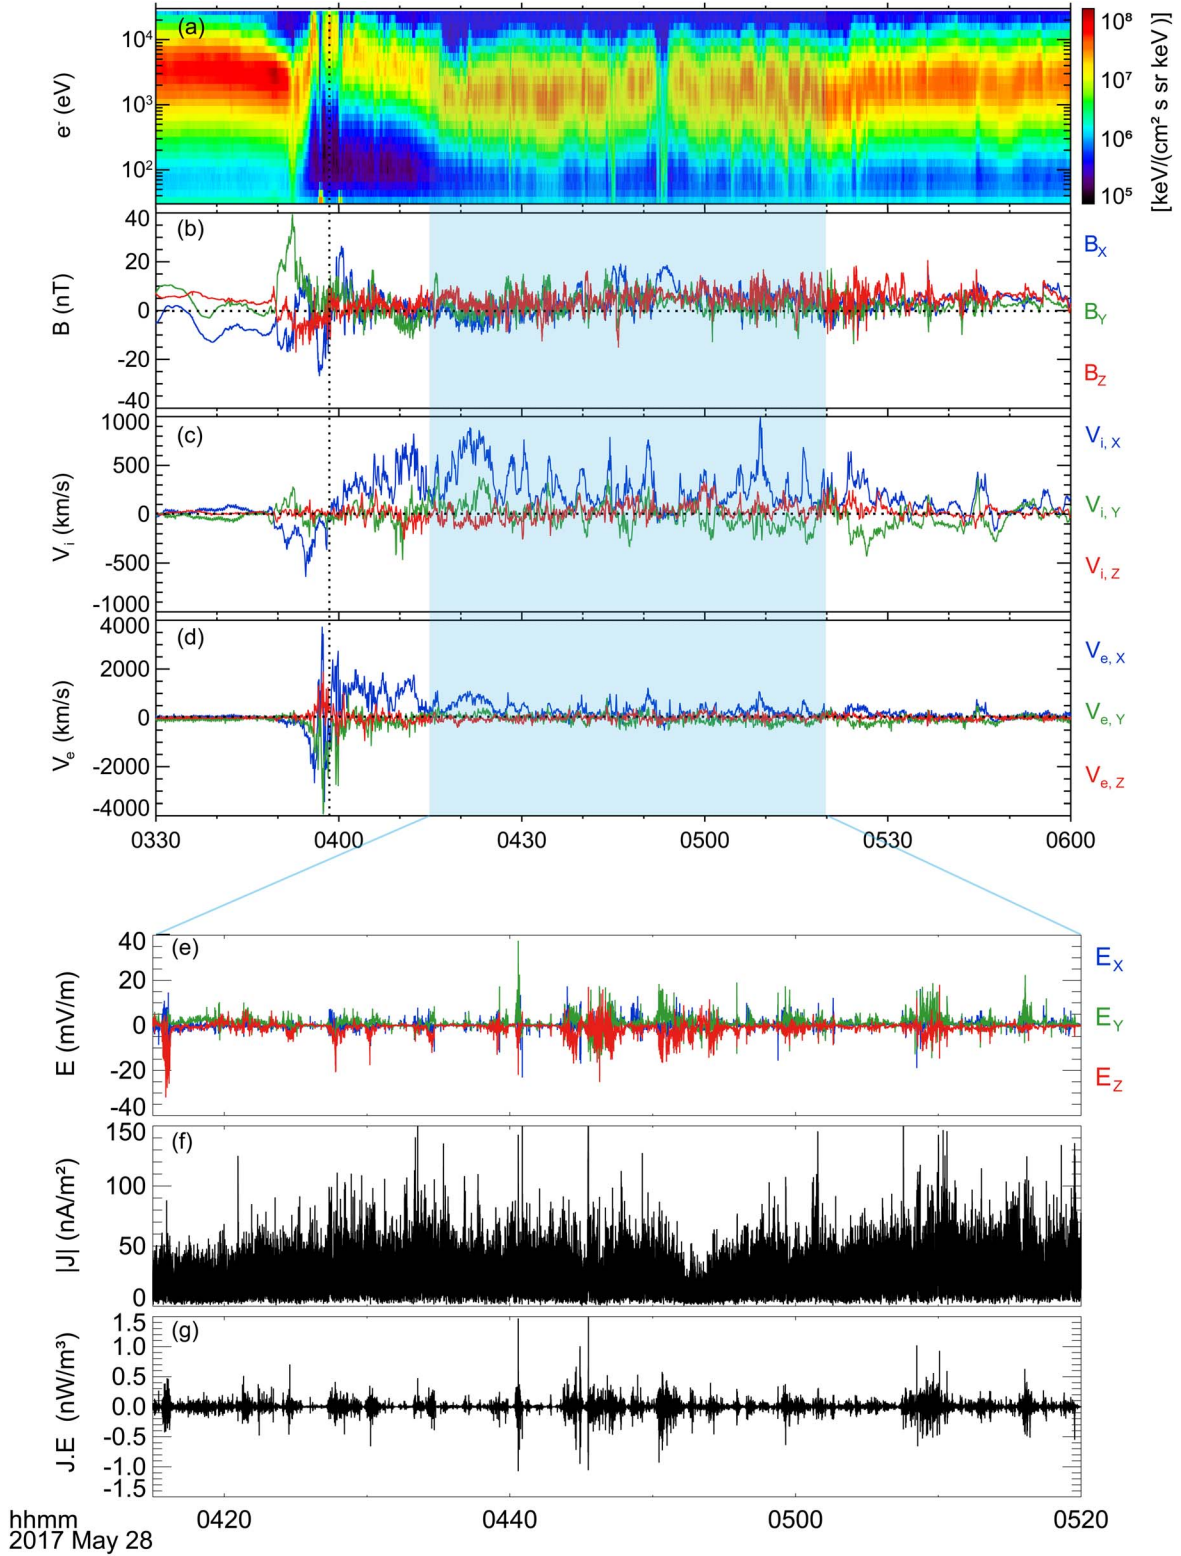 (a)
10⁴
10³
10²
e⁻ (eV)
10⁸
10⁷
10⁶
10⁵
[keV/(cm² s sr keV)]
(b)
40
20
0
-20
-40
B (nT)
B_X
B_Y
B_Z
(c)
1000
500
0
-500
-1000
V_i (km/s)
V_i, X
V_i, Y
V_i, Z
(d)
4000
2000
0
-2000
-4000
V_e (km/s)
V_e, X
V_e, Y
V_e, Z
0330 0400 0430 0500 0530 0600
(e)
40
20
0
-20
-40
E (mV/m)
E_X
E_Y
E_Z
(f)
150
100
50
0
|J| (nA/m²)
(g)
1.5
1.0
0.5
0.0
-0.5
-1.0
-1.5
J.E (nW/m³)
hhmm 0420 0440 0500 0520
2017 May 28